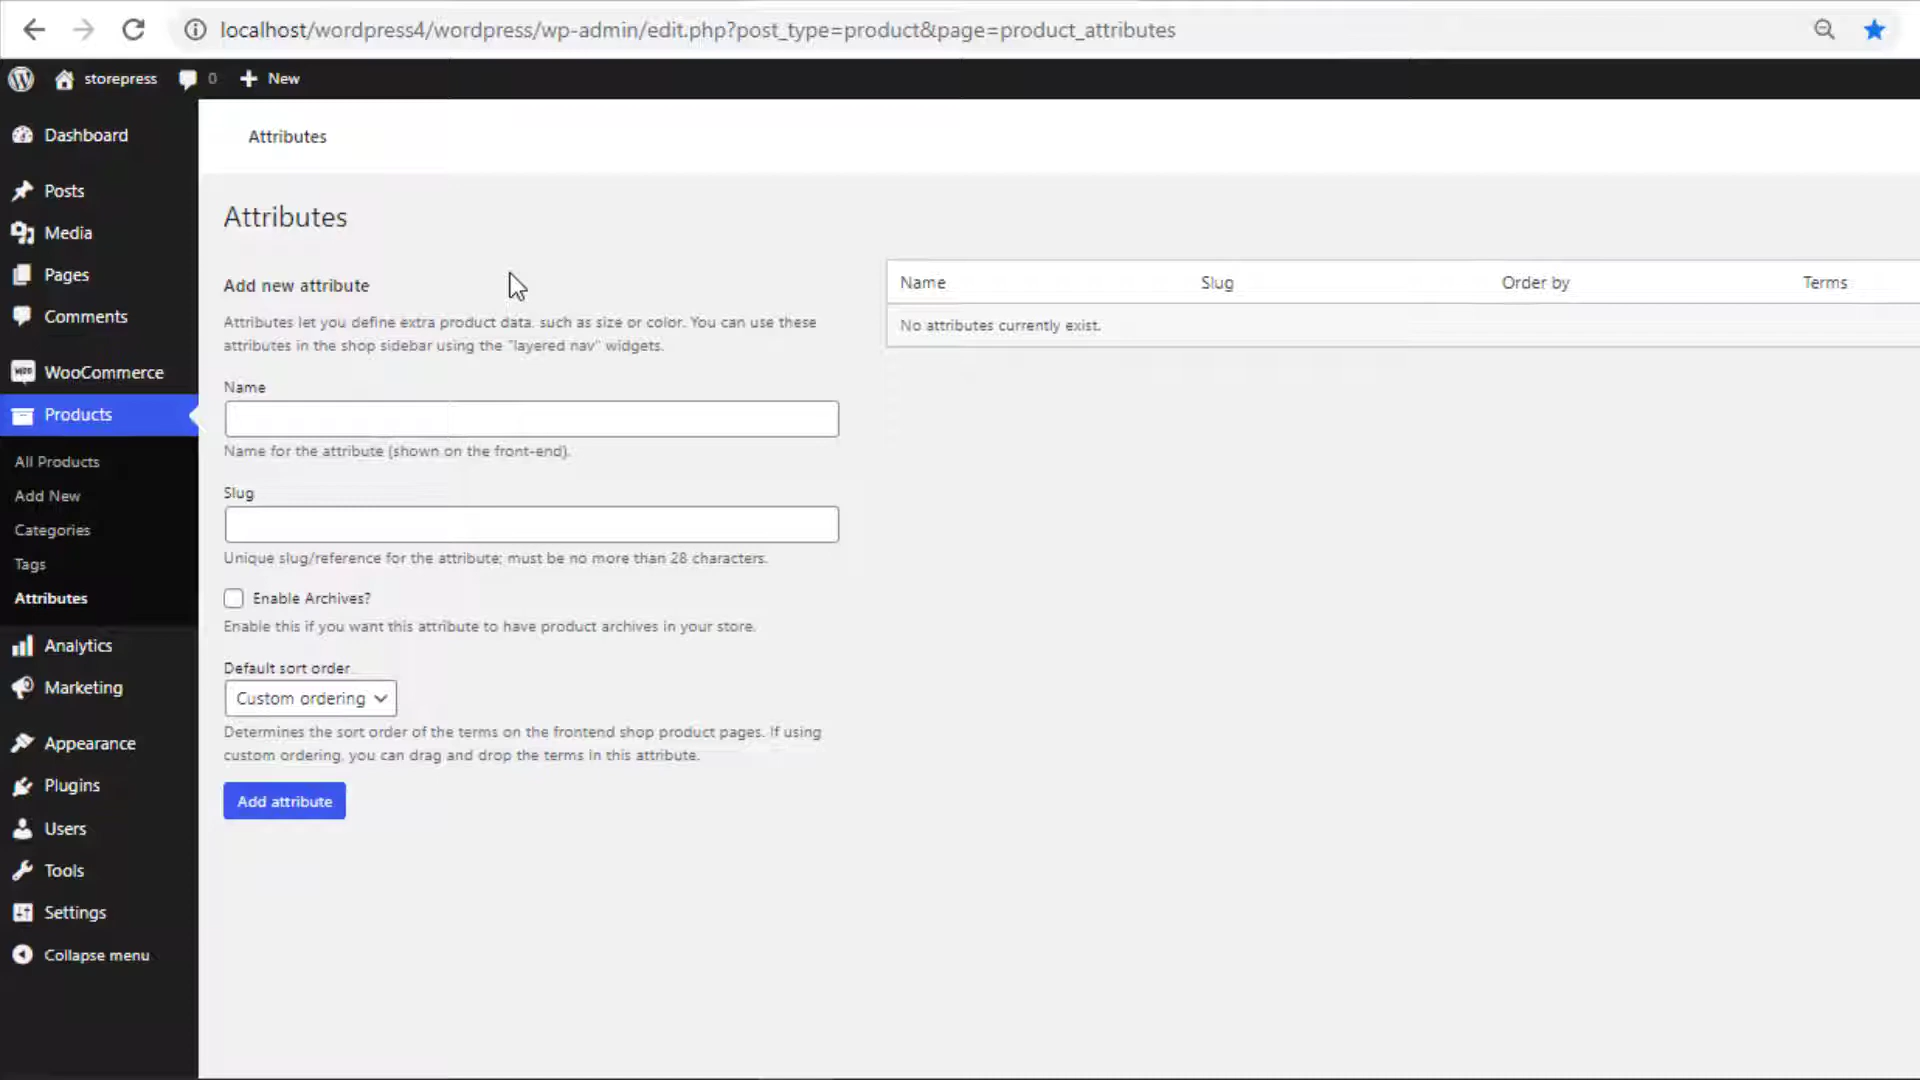 localhost/wordpress4/wordpress/wp-admin/edit.php?post_type=product&page=product_attributes
storepress 0 New
Dashboard
Posts
Media
Pages
Comments
WooCommerce
Products
All Products
Add New
Categories
Tags
Attributes
Analytics
Marketing
Appearance
Plugins
Users
Tools
Settings
Collapse menu
Attributes
Attributes
Add new attribute
Attributes let you define extra product data, such as size or color. You can use these
attributes in the shop sidebar using the "layered nav" widgets.
Name
Name for the attribute (shown on the front-end).
Slug
Unique slug/reference for the attribute; must be no more than 28 characters.
Enable Archives?
Enable this if you want this attribute to have product archives in your store.
Default sort order
Custom ordering
Determines the sort order of the terms on the frontend shop product pages. If using
custom ordering, you can drag and drop the terms in this attribute.
Add attribute
Name Slug Order by Terms
No attributes currently exist.